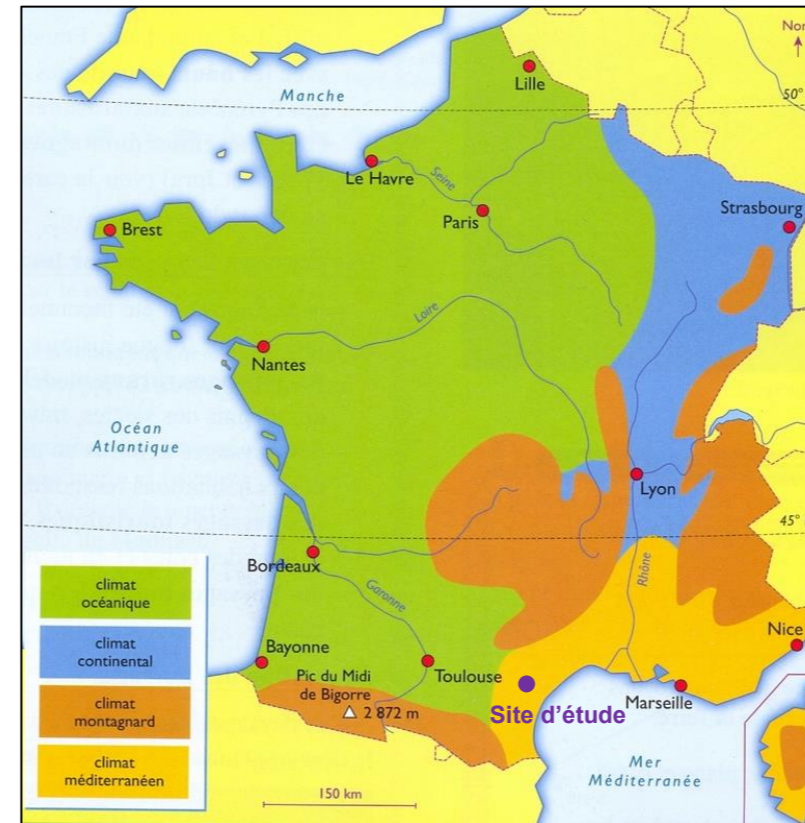 Nor
Lille
Manche
50°
Le Havre
Seine
Strasbourg
Paris
Brest
Loire
Nantes
Océan
Atlantique
Lyon
45°
Bordeaux
Rhône
climat
océanique
Garonne
climat
continental
Bayonne
Nice
Pic du Midi
de Bigorre
Toulouse
2 872 m
Marseille
Site d'étude
climat
montagnard
climat
méditerranéen
Mer
Méditerranée
150 km